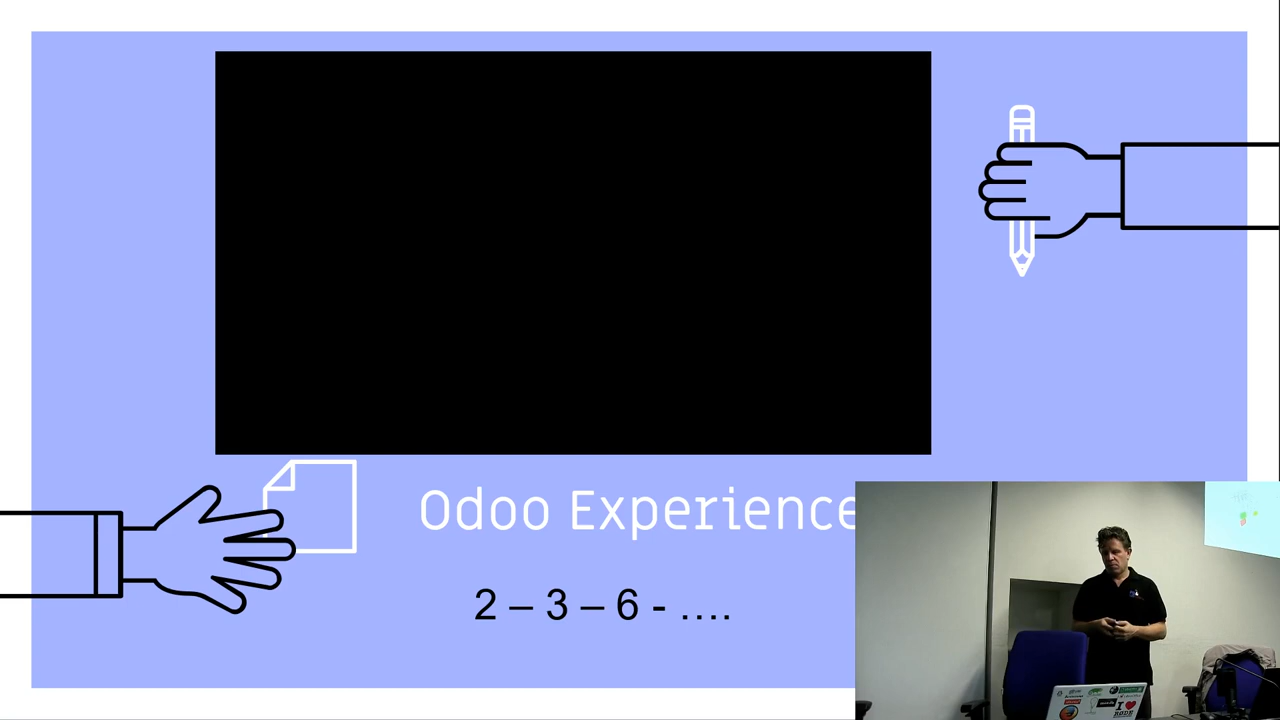 Odoo Experience
2 – 3 – 6 - ....
I